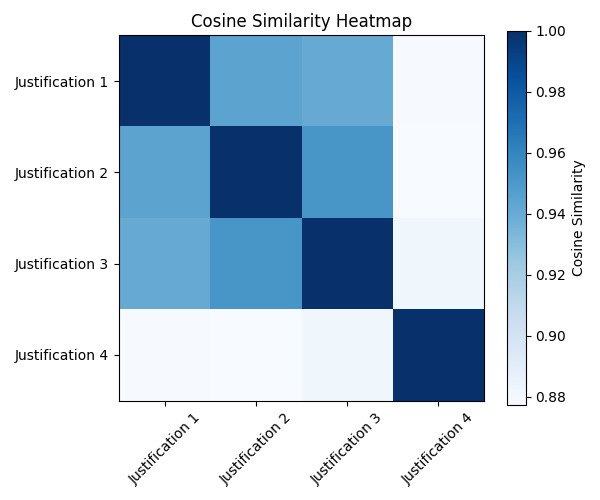 Cosine Similarity Heatmap
Justification 1
Justification 2
Justification 3
Justification 4
Justification 1
Justification 2
Justification 3
Justification 4
1.00
0.98
0.96
0.94
0.92
0.90
0.88
Cosine Similarity